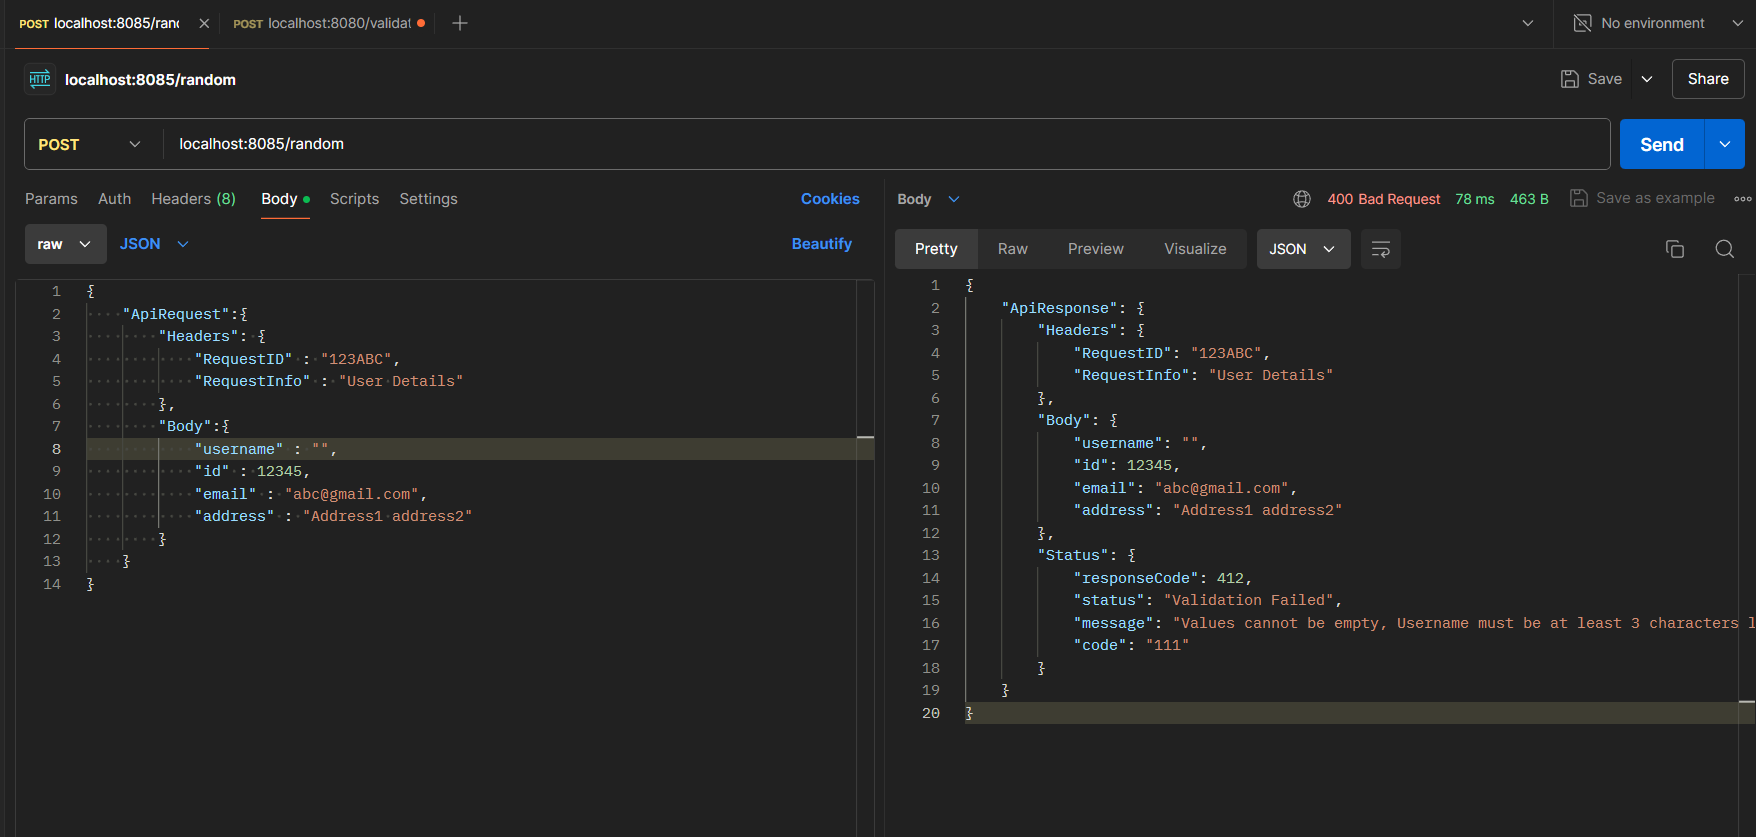 POST localhost:8085/ran
POST localhost:8080/valida
No environment
HTTP localhost:8085/random
Save
Share
POST localhost:8085/random
Send
Params Auth Headers (8) Body Scripts Settings Cookies
raw JSON Beautify
1 {
2 "ApiRequest":{
3 "Headers": {
4 "RequestID" : "123ABC",
5 "RequestInfo" : "User Details"
6 },
7 "Body":{
8 "username" : "",
9 "id" : 12345,
10 "email" : "abc@gmail.com",
11 "address" : "Address1 address2"
12 }
13 }
14 }
Body 400 Bad Request 78 ms 463 B Save as example
Pretty Raw Preview Visualize JSON
1 {
2 "ApiResponse": {
3 "Headers": {
4 "RequestID": "123ABC",
5 "RequestInfo": "User Details"
6 },
7 "Body": {
8 "username": "",
9 "id": 12345,
10 "email": "abc@gmail.com",
11 "address": "Address1 address2"
12 },
13 "Status": {
14 "responseCode": 412,
15 "status": "Validation Failed",
16 "message": "Values cannot be empty, Username must be at least 3 characters l
17 "code": "111"
18 }
19 }
20 }